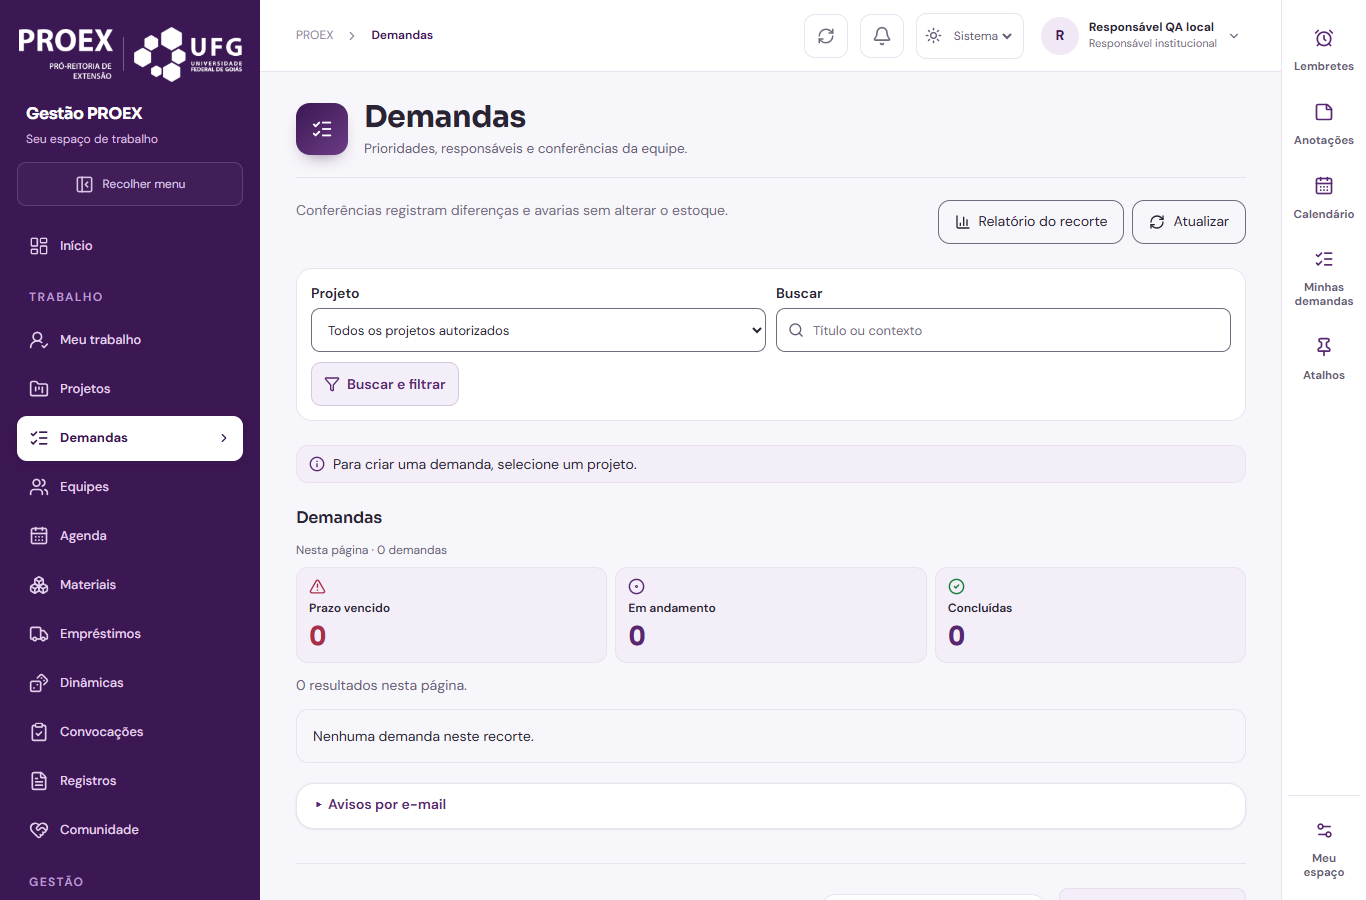 PROEX
PRÓ-REITORIA DE
EXTENSÃO
UFG
UNIVERSIDADE
FEDERAL DE GOIÁS
Gestão PROEX
Seu espaço de trabalho
Recolher menu
Início
TRABALHO
Meu trabalho
Projetos
Demandas
Equipes
Agenda
Materiais
Empréstimos
Dinâmicas
Convocações
Registros
Comunidade
GESTÃO
PROEX
Demandas
Sistema
R
Responsável QA local
Responsável institucional
Demandas
Prioridades, responsáveis e conferências da equipe.
Conferências registram diferenças e avarias sem alterar o estoque.
Relatório do recorte
Atualizar
Projeto
Todos os projetos autorizados
Buscar
Título ou contexto
Buscar e filtrar
Para criar uma demanda, selecione um projeto.
Demandas
Nesta página · 0 demandas
Prazo vencido
0
Em andamento
0
Concluídas
0
0 resultados nesta página.
Nenhuma demanda neste recorte.
Avisos por e-mail
Lembretes
Anotações
Calendário
Minhas
demandas
Atalhos
Meu
espaço